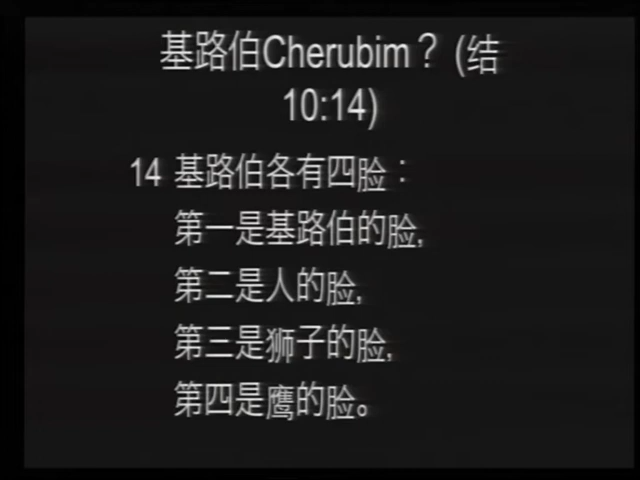 基路伯Cherubim？ (结
10:14)
14 基路伯各有四脸：
第一是基路伯的脸,
第二是人的脸,
第三是狮子的脸,
第四是鹰的脸。